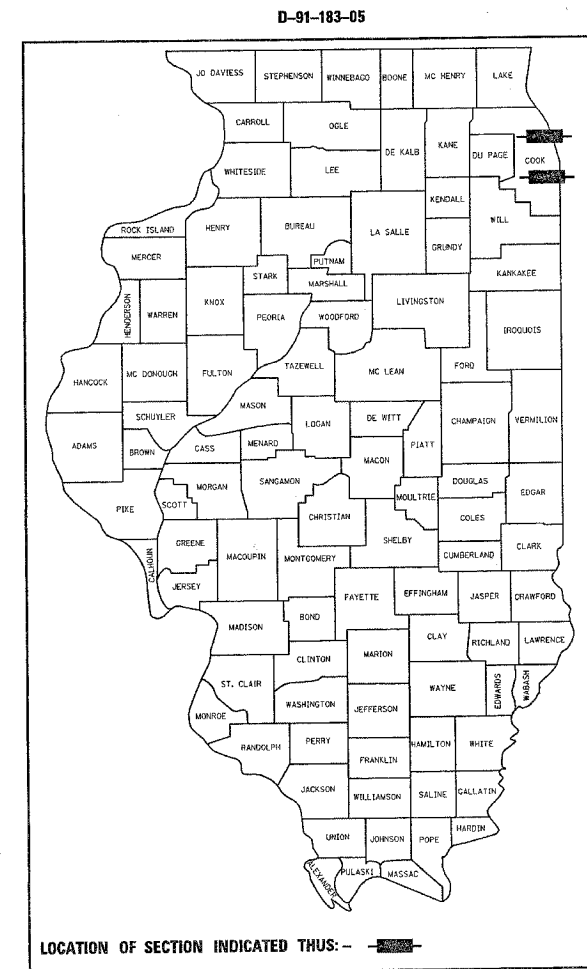 D-91-183-05
JO DAVIESS
STEPHENSON
WINNEBAGO
BOONE
MC HENRY
LAKE
CARROLL
OGLE
DE KALB
KANE
DU PAGE
COOK
WHITESIDE
LEE
KENDALL
WILL
ROCK ISLAND
HENRY
BUREAU
LA SALLE
GRUNDY
MERCER
PUTNAM
KANKAKEE
STARK
MARSHALL
LIVINGSTON
HENDERSON
WARREN
KNOX
PEORIA
WOODFORD
IROQUOIS
HANCOCK
MC DONOUGH
FULTON
TAZEWELL
MC LEAN
FORD
MASON
SCHUYLER
LOGAN
DE WITT
CHAMPAIGN
VERMILION
ADAMS
BROWN
CASS
MENARD
MACON
PIATT
MORGAN
SANGAMON
DOUGLAS
EDGAR
PIKE
SCOTT
CHRISTIAN
MOULTRIE
COLES
GREENE
MACOUPIN
MONTGOMERY
SHELBY
CUMBERLAND
CLARK
CALHOUN
JERSEY
FAYETTE
EFFINGHAM
JASPER
CRAWFORD
MADISON
BOND
CLAY
RICHLAND
LAWRENCE
CLINTON
MARION
ST. CLAIR
WAYNE
EDWARDS
WABASH
WASHINGTON
JEFFERSON
MONROE
RANDOLPH
PERRY
HAMILTON
WHITE
FRANKLIN
JACKSON
WILLIAMSON
SALINE
GALLATIN
UNION
JOHNSON
POPE
HARDIN
ALEXANDER
PULASKI
MASSAC
LOCATION OF SECTION INDICATED THUS: -